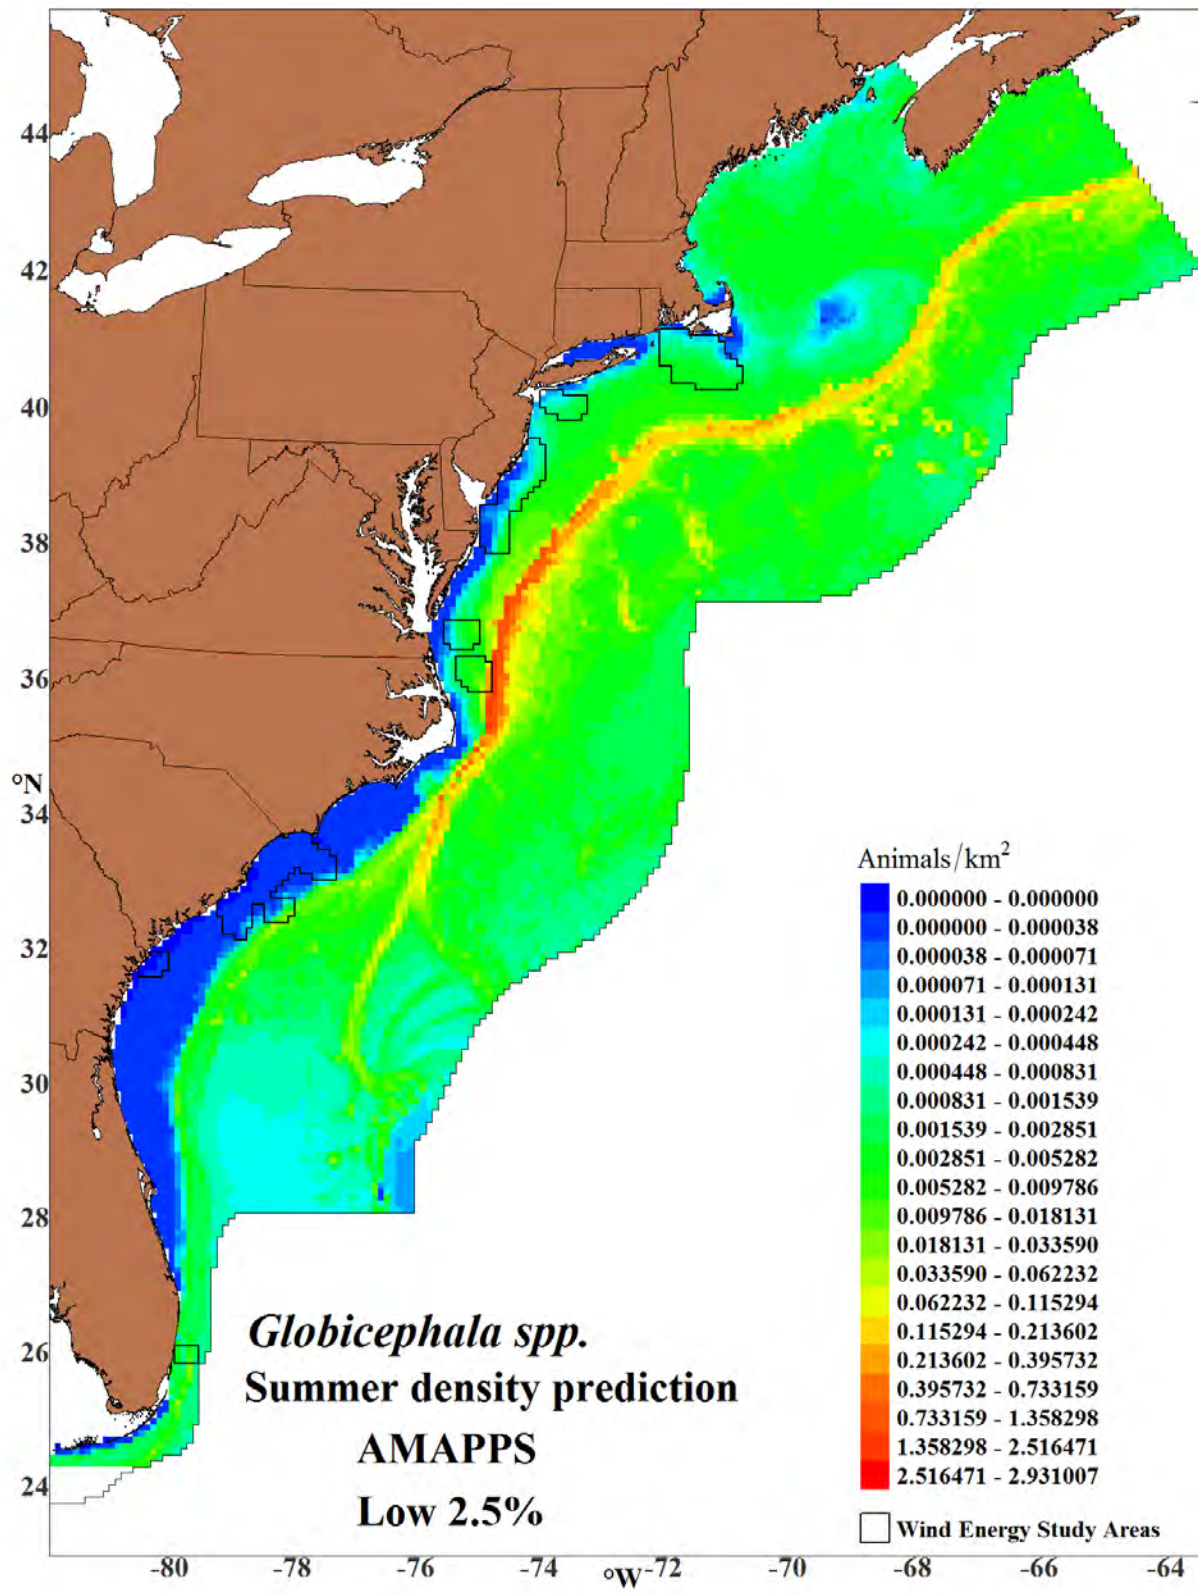 44
42
40
38
36
°N
34
32
30
28
26
24
-80
-78
-76
-74
°W
-72
-70
-68
-66
-64
Globicephala spp.
Summer density prediction
AMAPPS
Low 2.5%
Animals/km²
0.000000 - 0.000000
0.000000 - 0.000038
0.000038 - 0.000071
0.000071 - 0.000131
0.000131 - 0.000242
0.000242 - 0.000448
0.000448 - 0.000831
0.000831 - 0.001539
0.001539 - 0.002851
0.002851 - 0.005282
0.005282 - 0.009786
0.009786 - 0.018131
0.018131 - 0.033590
0.033590 - 0.062232
0.062232 - 0.115294
0.115294 - 0.213602
0.213602 - 0.395732
0.395732 - 0.733159
0.733159 - 1.358298
1.358298 - 2.516471
2.516471 - 2.931007
Wind Energy Study Areas